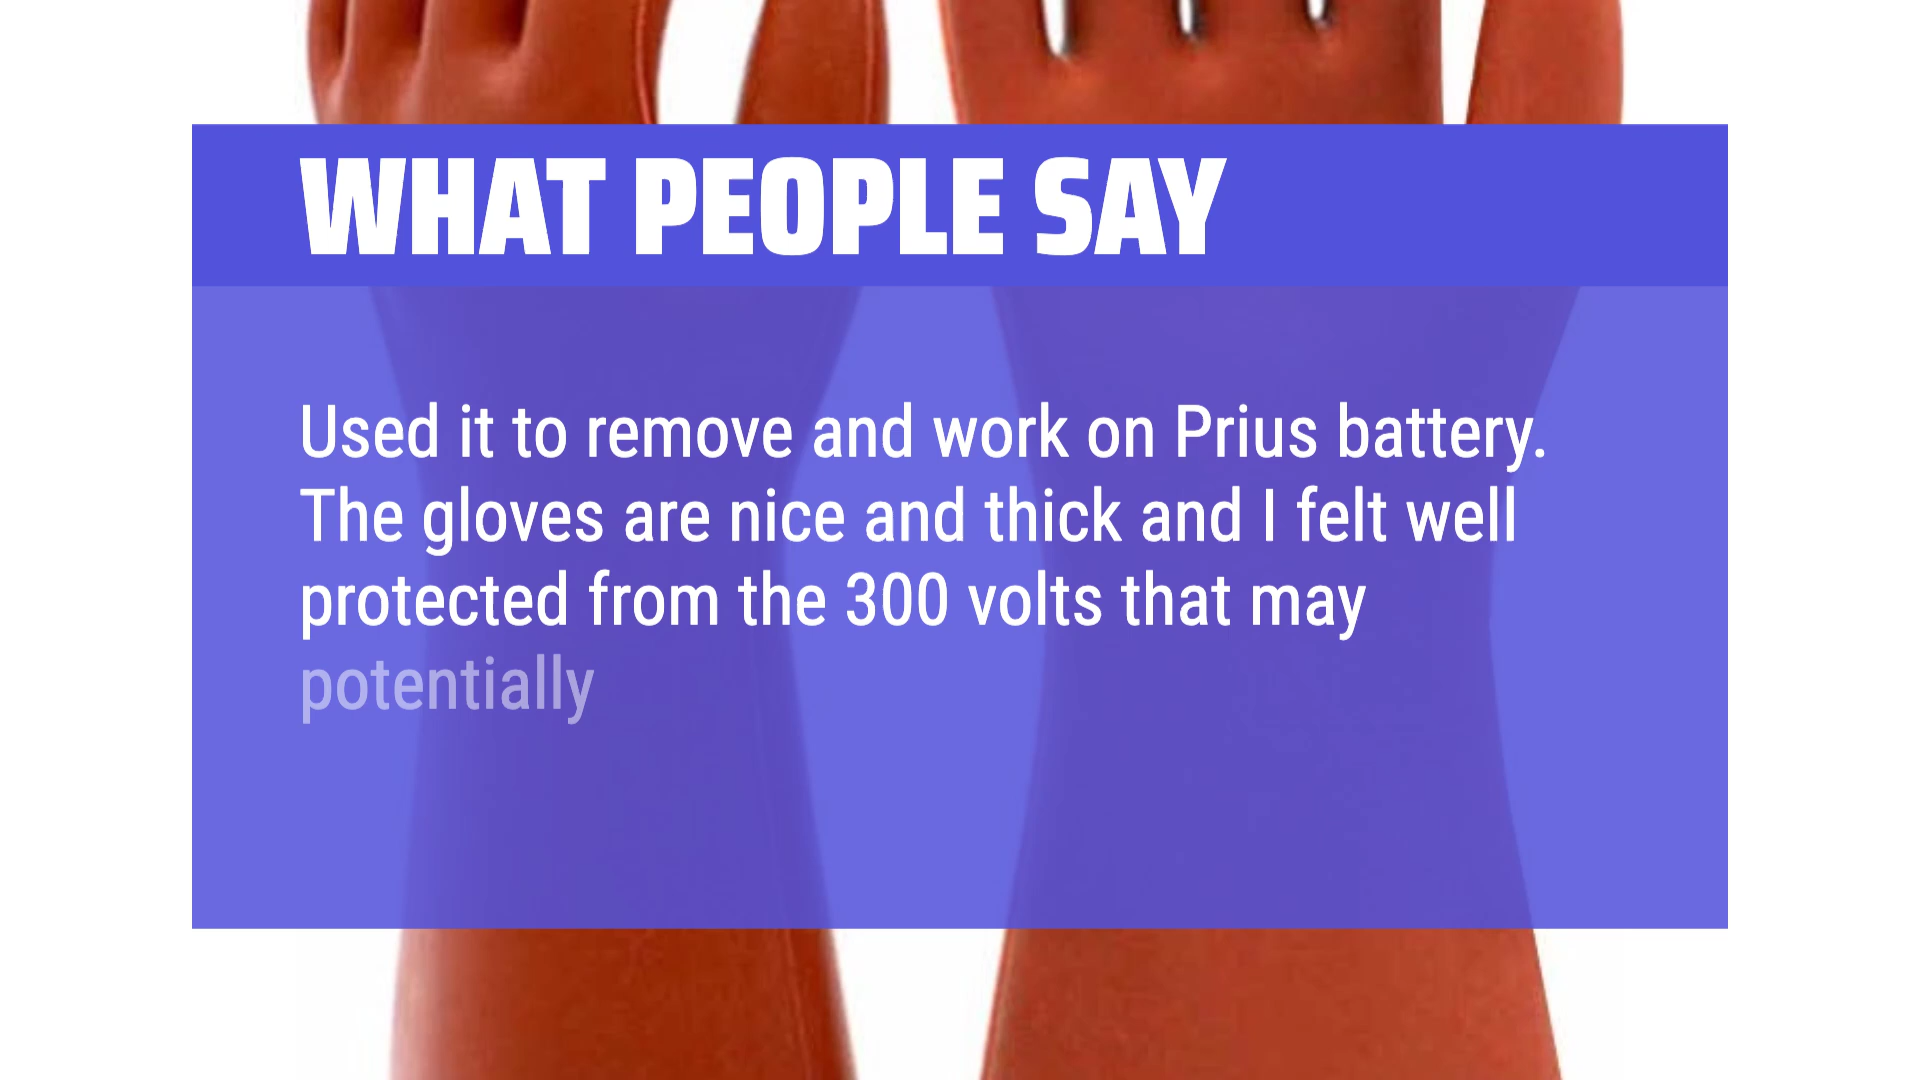 WHAT PEOPLE SAY
Used it to remove and work on Prius battery.
The gloves are nice and thick and I felt well
protected from the 300 volts that may
potentially